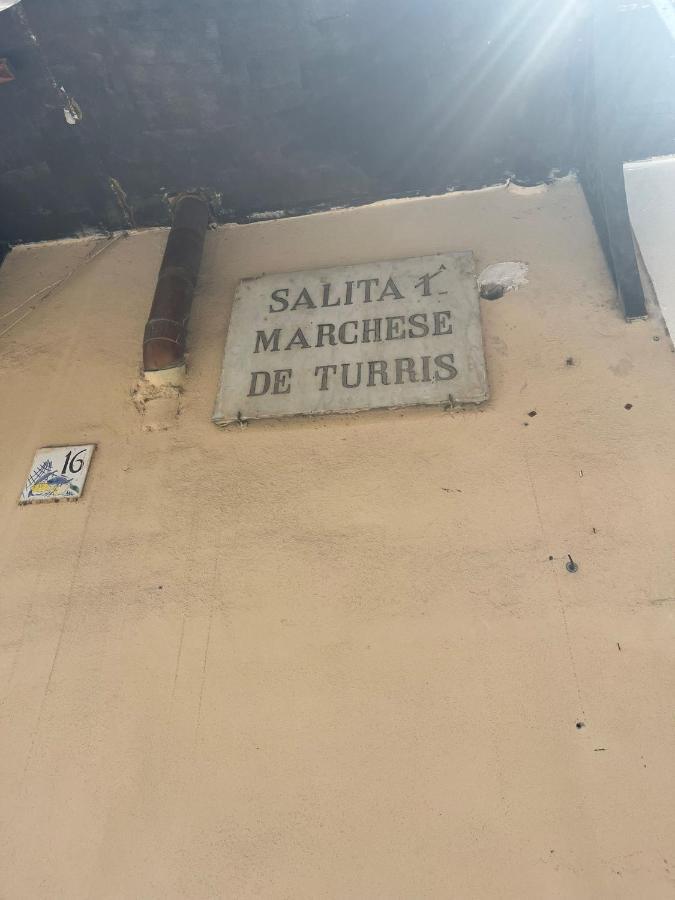 SALITA 1ª
MARCHESE
DE TURRIS
16